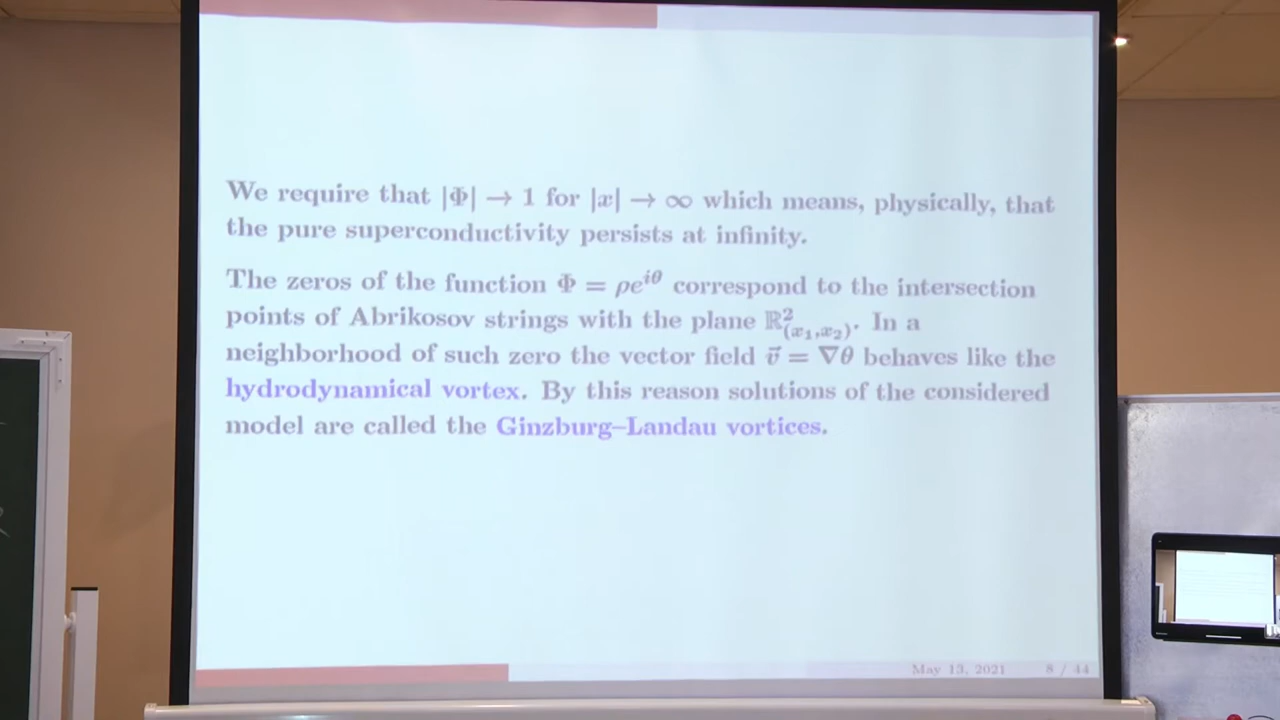 We require that |Φ| → 1 for |x| → ∞ which means, physically, that
the pure superconductivity persists at infinity.
The zeros of the function Φ = ρe^{iθ} correspond to the intersection
points of Abrikosov strings with the plane ℝ²_{(x₁,x₂)}. In a
neighborhood of such zero the vector field v⃗ = ∇θ behaves like the
hydrodynamical vortex. By this reason solutions of the considered
model are called the Ginzburg–Landau vortices.
May 13, 2021 8 / 44